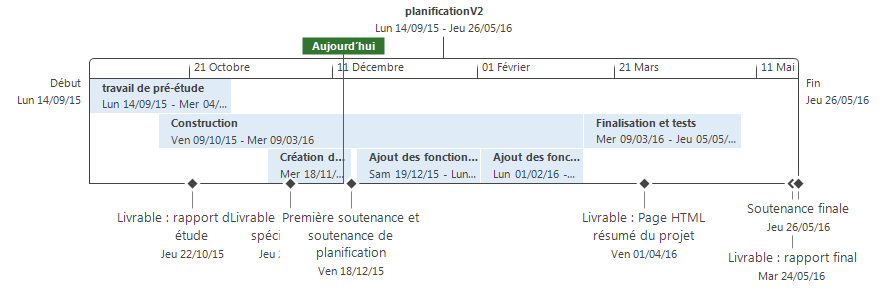 planificationV2
Lun 14/09/15 - Jeu 26/05/16
Aujourd'hui
21 Octobre
11 Décembre
01 Février
21 Mars
11 Mai
Début
Lun 14/09/15
Fin
Jeu 26/05/16
travail de pré-étude
Lun 14/09/15 - Mer 04/...
Construction
Ven 09/10/15 - Mer 09/03/16
Finalisation et tests
Mer 09/03/16 - Jeu 05/05/...
Création d...
Mer 18/11/...
Ajout des fonction...
Sam 19/12/15 - Lun...
Ajout des fonc...
Lun 01/02/16 -...
Livrable : rapport d
étude
Jeu 22/10/15
Livrable
spéci
Jeu 2
Première soutenance et
soutenance de
planification
Ven 18/12/15
Livrable : Page HTML
résumé du projet
Ven 01/04/16
Soutenance finale
Jeu 26/05/16
Livrable : rapport final
Mar 24/05/16